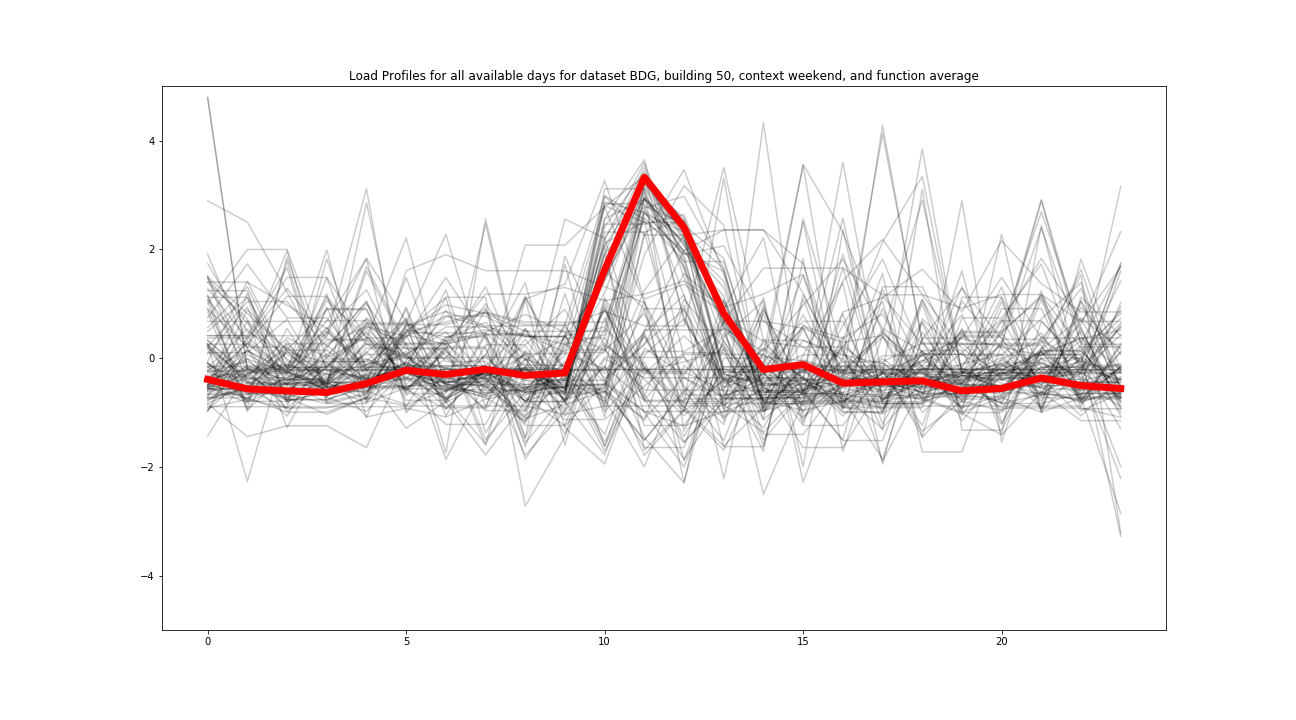 Load Profiles for all available days for dataset BDG, building 50, context weekend, and function average
4
2
0
−2
−4
0 5 10 15 20